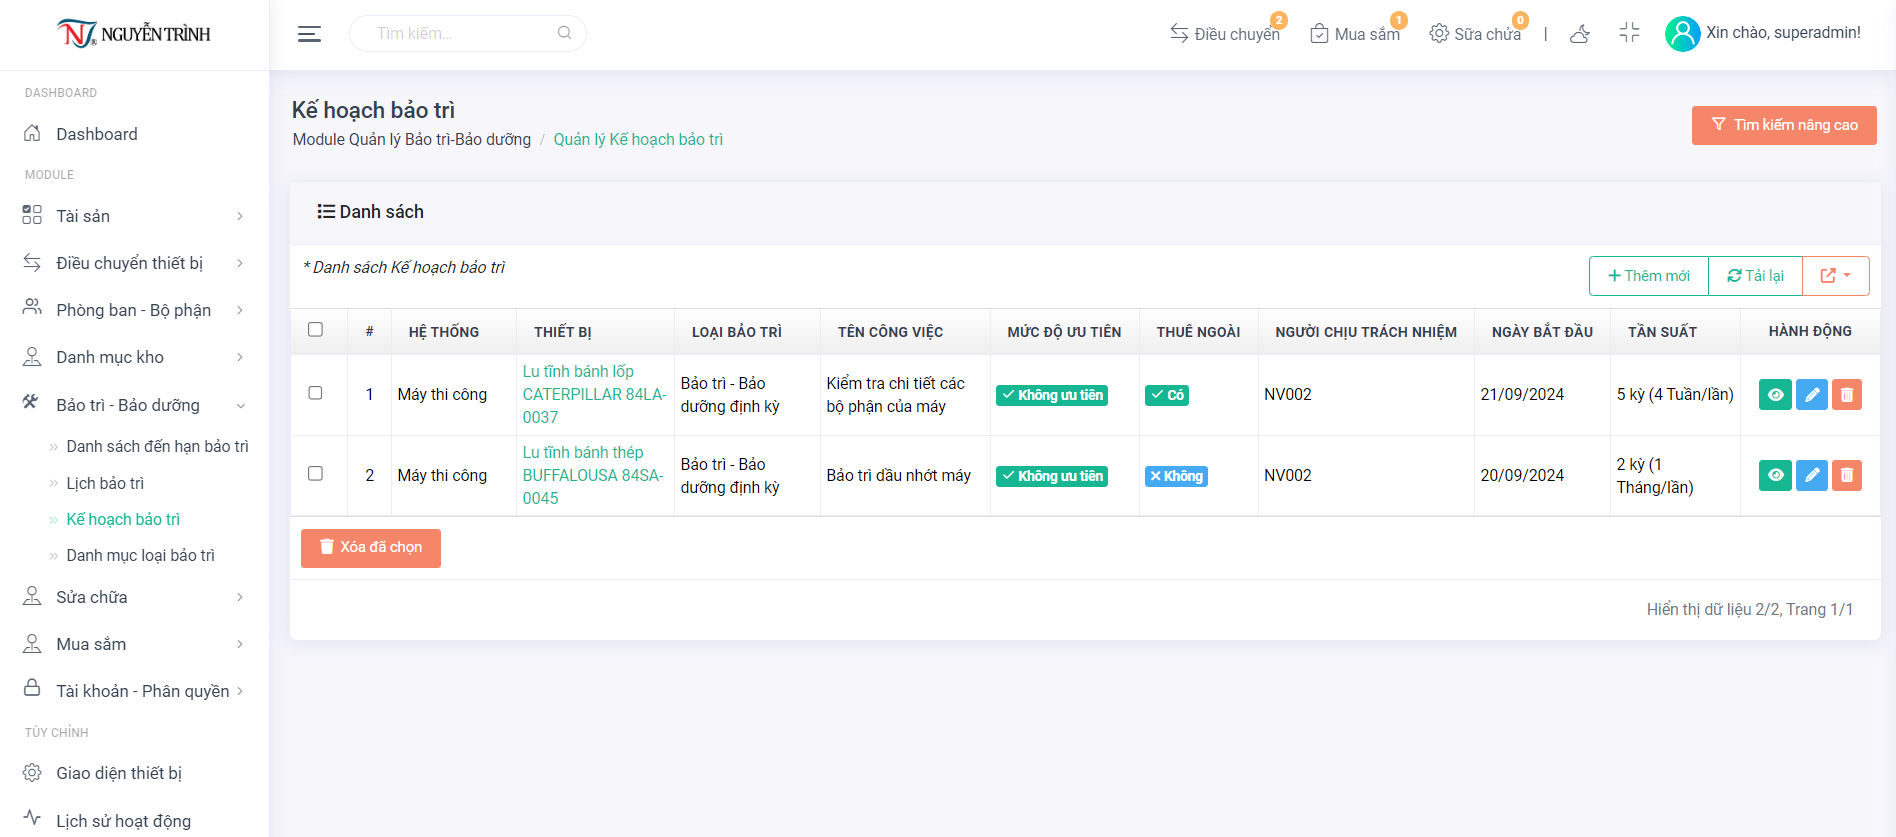 NT® NGUYỄN TRÌNH
Tìm kiếm...
Điều chuyển 2
Mua sắm 1
Sữa chửa 0
|
Xin chào, superadmin!
DASHBOARD
Dashboard
MODULE
Tài sản
Điều chuyển thiết bị
Phòng ban - Bộ phận
Danh mục kho
Bảo trì - Bảo dưỡng
» Danh sách đến hạn bảo trì
» Lịch bảo trì
» Kế hoạch bảo trì
» Danh mục loại bảo trì
Sửa chữa
Mua sắm
Tài khoản - Phân quyền
TÙY CHỈNH
Giao diện thiết bị
Lịch sử hoạt động
Kế hoạch bảo trì
Module Quản lý Bảo trì-Bảo dưỡng / Quản lý Kế hoạch bảo trì
Tìm kiếm nâng cao
Danh sách
* Danh sách Kế hoạch bảo trì
Thêm mới
Tải lại
# HỆ THỐNG THIẾT BỊ LOẠI BẢO TRÌ TÊN CÔNG VIỆC MỨC ĐỘ ƯU TIÊN THUÊ NGOÀI NGƯỜI CHỊU TRÁCH NHIỆM NGÀY BẮT ĐẦU TẦN SUẤT HÀNH ĐỘNG
1
Máy thi công
Lu tĩnh bánh lốp
CATERPILLAR 84LA-
0037
Bảo trì - Bảo
dưỡng định kỳ
Kiểm tra chi tiết các
bộ phận của máy
Không ưu tiên
Có
NV002
21/09/2024
5 kỳ (4 Tuần/lần)
2
Máy thi công
Lu tĩnh bánh thép
BUFFALOUSA 84SA-
0045
Bảo trì - Bảo
dưỡng định kỳ
Bảo trì dầu nhớt máy
Không ưu tiên
Không
NV002
20/09/2024
2 kỳ (1
Tháng/lần)
Xóa đã chọn
Hiển thị dữ liệu 2/2, Trang 1/1